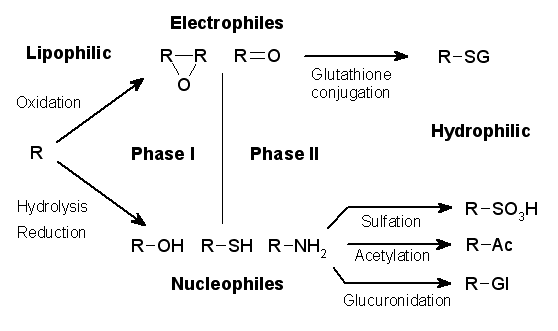 Electrophiles
Lipophilic
R–R
O
R=O
R–SG
Oxidation
Glutathione
conjugation
Hydrophilic
R
Phase I
Phase II
Hydrolysis
Reduction
R–OH
R–SH
R–NH₂
Sulfation
R–SO₃H
Acetylation
R–Ac
Glucuronidation
R–Gl
Nucleophiles